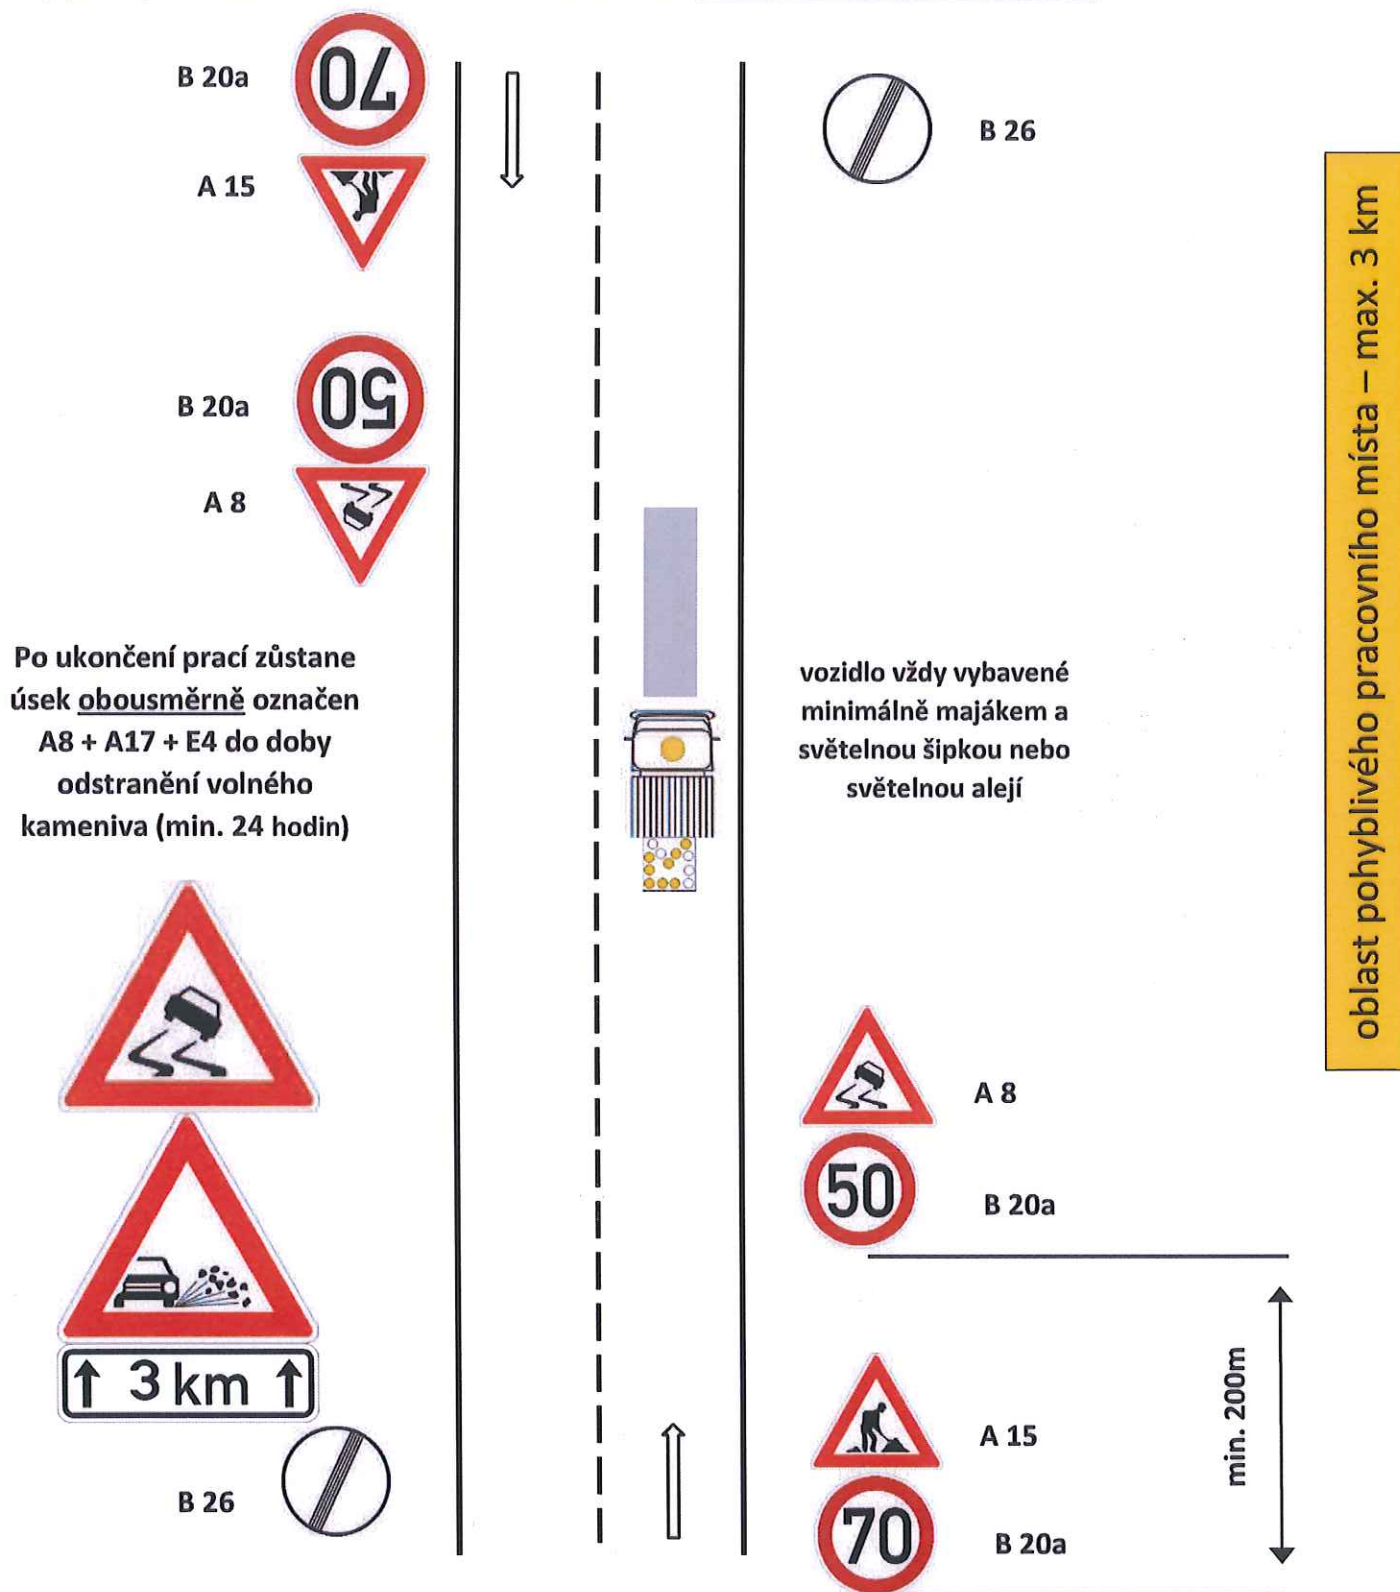 B 20a
70
A 15
B 26
B 20a
50
A 8
Po ukončení prací zůstane
úsek obousměrně označen
A8 + A17 + E4 do doby
odstranění volného
kameniva (min. 24 hodin)
vozidlo vždy vybavené
minimálně majákem a
světelnou šipkou nebo
světelnou alejí
oblast pohyblivého pracovního místa – max. 3 km
A 8
50
B 20a
3 km
B 26
A 15
70
B 20a
min. 200m